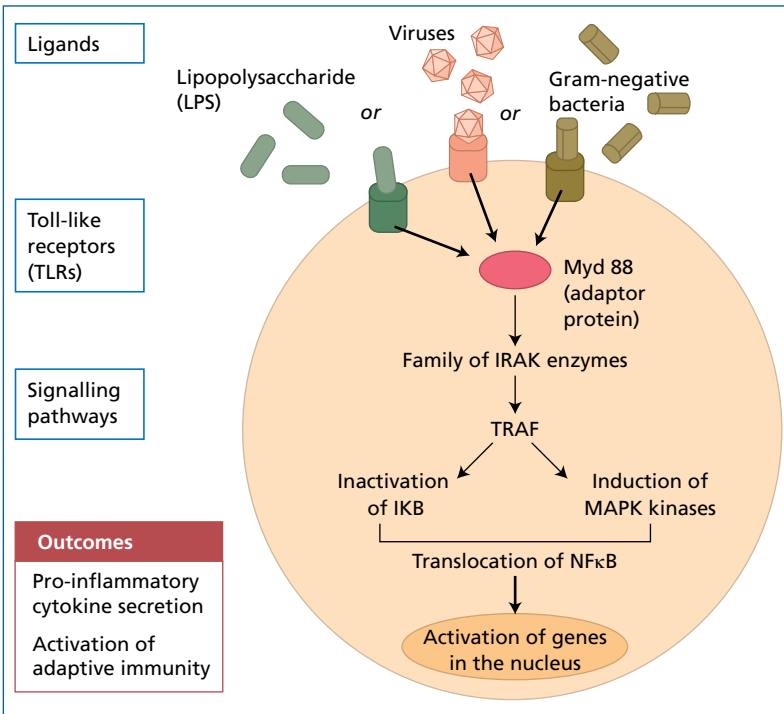 Ligands
Viruses
Lipopolysaccharide
(LPS)
or
or
Gram-negative
bacteria
Toll-like
receptors
(TLRs)
Myd 88
(adaptor
protein)
Family of IRAK enzymes
Signalling
pathways
TRAF
Inactivation
of IKB
Induction of
MAPK kinases
Outcomes
Pro-inflammatory
cytokine secretion
Activation of
adaptive immunity
Translocation of NFκB
Activation of genes
in the nucleus